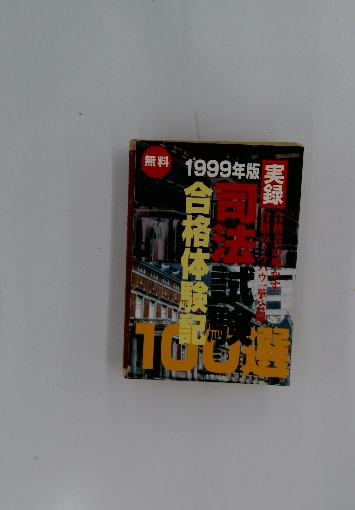 無料
1999年版
実録
司法試験
合格体験記
100選